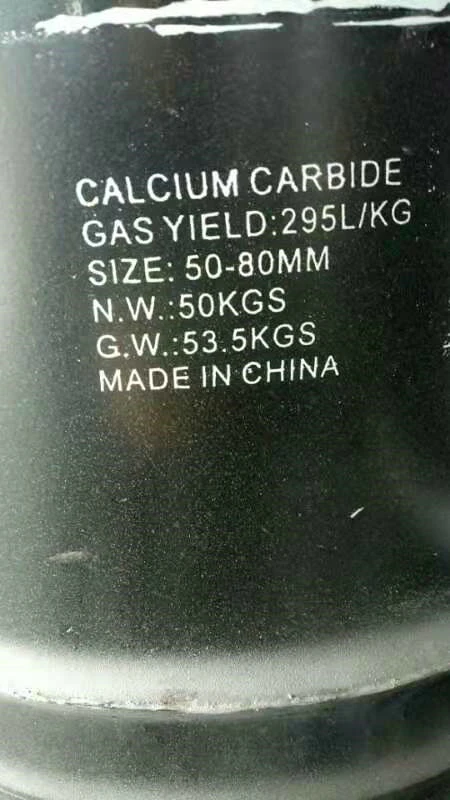 CALCIUM CARBIDE
GAS YIELD:295L/KG
SIZE: 50-80MM
N.W.:50KGS
G.W.:53.5KGS
MADE IN CHINA